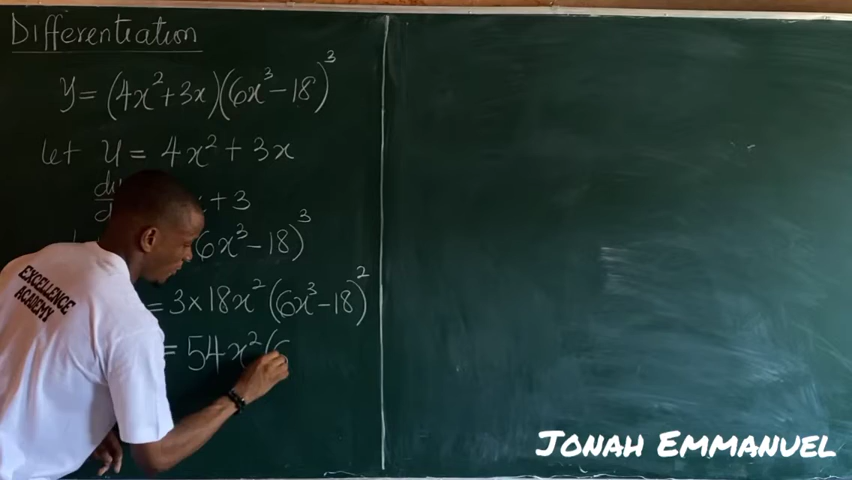 Differentiation
y = (4x² + 3x)(6x³ - 18)³
let u = 4x² + 3x
+ 3
(6x³ - 18)³
= 3 × 18x² (6x³ - 18)²
= 54x² (6
EXCELLENCE
ACADEMY
JONAH EMMANUEL